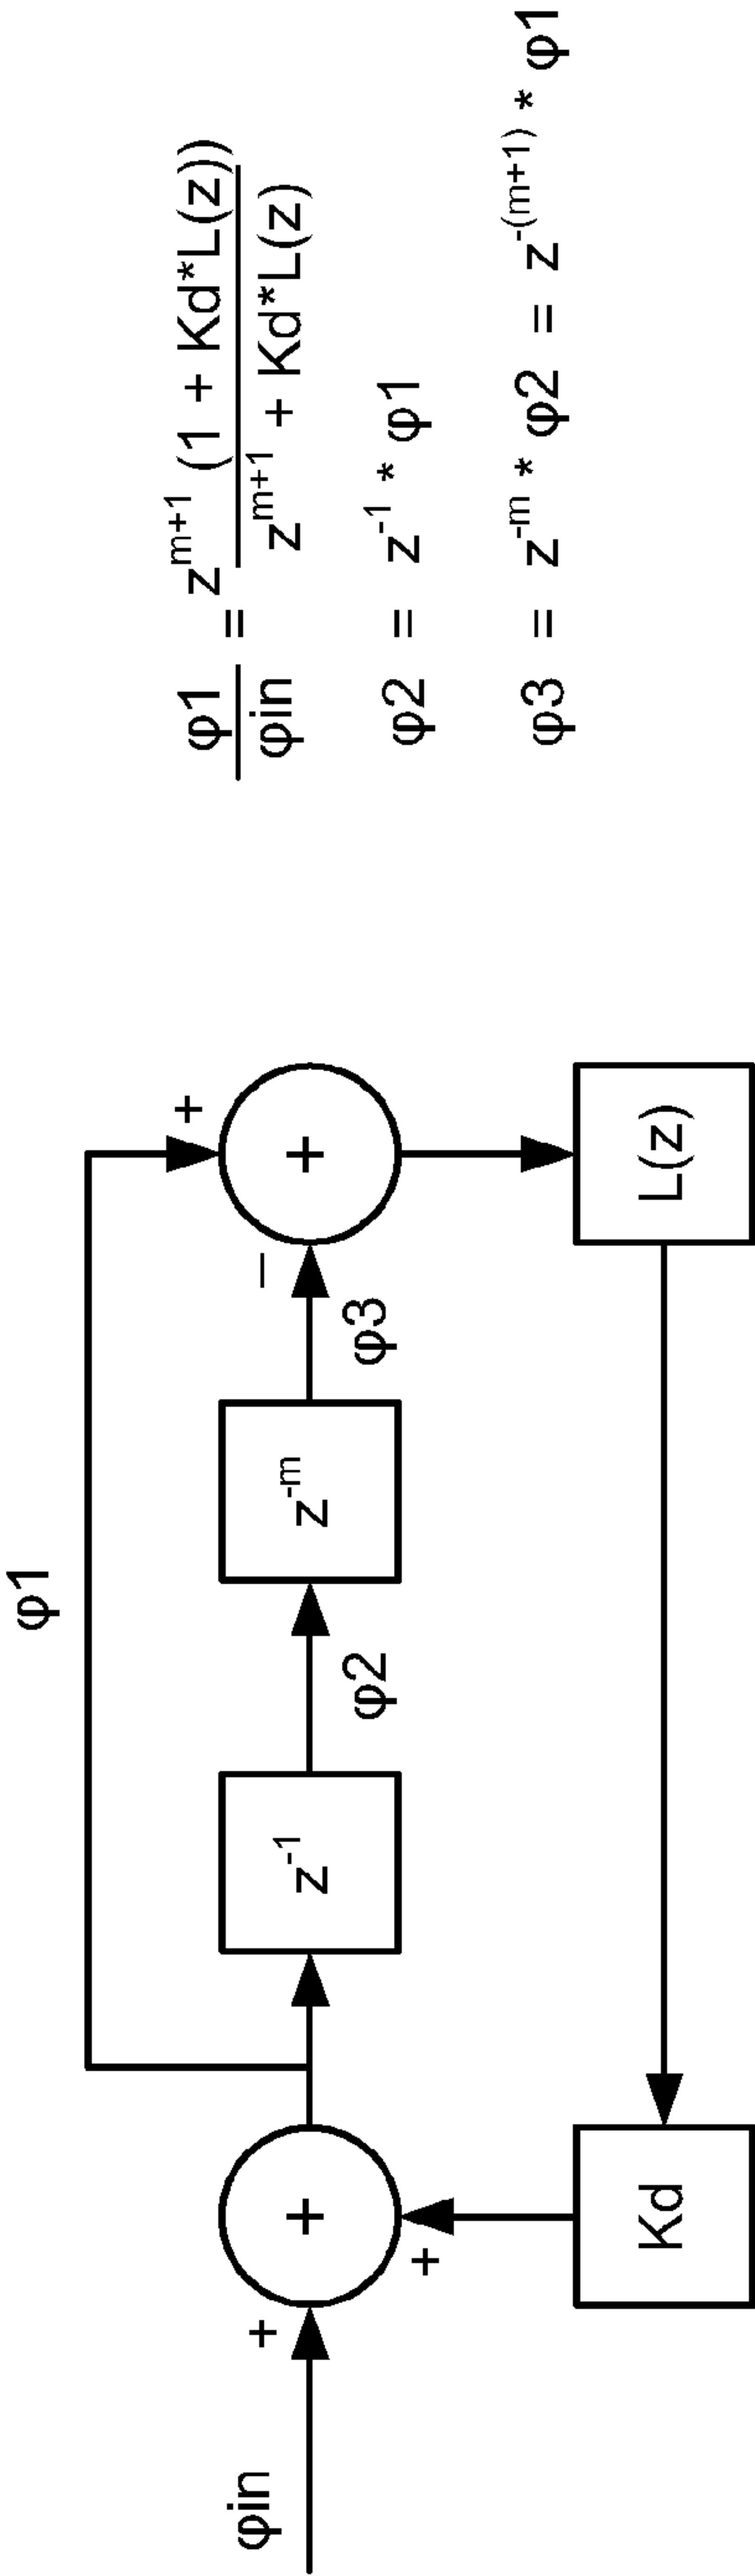 φ1
φin
+
+
+
z⁻¹
φ2
z⁻ᵐ
φ3
–
+
+
Kd
L(z)
φ1/φin = z^{m+1} (1 + Kd*L(z)))/z^{m+1} + Kd*L(z)
φ2 = z⁻¹ * φ1
φ3 = z⁻ᵐ * φ2 = z^{-(m+1)} * φ1